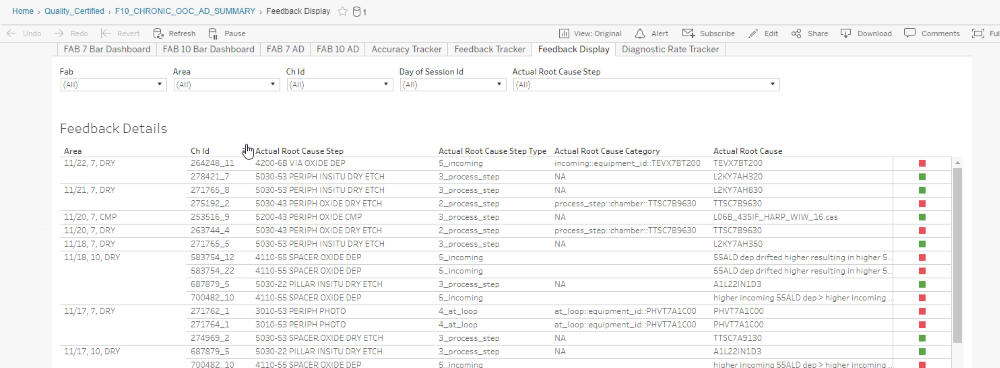 Home › Quality_Certified › F10_CHRONIC_OOC_AD_SUMMARY › Feedback Display 1
Undo Redo Revert Refresh Pause View: Original Alert Subscribe Edit Share Download Comments Ful
FAB 7 Bar Dashboard FAB 10 Bar Dashboard FAB 7 AD FAB 10 AD Accuracy Tracker Feedback Tracker Feedback Display Diagnostic Rate Tracker
Fab Area Ch Id Day of Session Id Actual Root Cause Step
(All) (All) (All) (All) (All)
Feedback Details
Area Ch Id Actual Root Cause Step Actual Root Cause Step Type Actual Root Cause Category Actual Root Cause
11/22, 7, DRY 264248_11 4200-6B VIA OXIDE DEP 5_incoming incoming::equipment_id::TEVX7BT200 TEVX7BT200
278421_7 5030-53 PERIPH INSITU DRY ETCH 3_process_step NA L2KY7AH320
11/21, 7, DRY 271765_8 5030-53 PERIPH INSITU DRY ETCH 3_process_step NA L2KY7AH830
275192_2 5030-43 PERIPH OXIDE DRY ETCH 2_process_step process_step::chamber::TTSC7B9630 TTSC7B9630
11/20, 7, CMP 253516_9 5200-43 PERIPH OXIDE CMP 3_process_step NA L06B_43SIF_HARP_WIW_16.cas
11/20, 7, DRY 263744_4 5030-43 PERIPH OXIDE DRY ETCH 2_process_step process_step::chamber::TTSC7B9630 TTSC7B9630
11/18, 7, DRY 271765_5 5030-53 PERIPH INSITU DRY ETCH 3_process_step NA L2KY7AH350
11/18, 10, DRY 583754_12 4110-55 SPACER OXIDE DEP 5_incoming 55ALD dep drifted higher resulting in higher 5..
583754_22 4110-55 SPACER OXIDE DEP 5_incoming 55ALD dep drifted higher resulting in higher 5..
687879_5 5030-22 PILLAR INSITU DRY ETCH 3_process_step NA A1L22IN1D3
700482_10 4110-55 SPACER OXIDE DEP 5_incoming higher incoming 55ALD dep > higher incoming ..
11/17, 7, DRY 271762_1 3010-53 PERIPH PHOTO 4_at_loop at_loop::equipment_id::PHVT7A1C00 PHVT7A1C00
271764_1 3010-53 PERIPH PHOTO 4_at_loop at_loop::equipment_id::PHVT7A1C00 PHVT7A1C00
274969_2 5030-53 SPACER OXIDE DRY ETCH 3_process_step NA TTSC7A9130
11/17, 10, DRY 687879_5 5030-22 PILLAR INSITU DRY ETCH 3_process_step NA A1L22IN1D3
700482_10 4110-55 SPACER OXIDE DEP 5_incoming higher incoming 55ALD dep > higher incoming ..